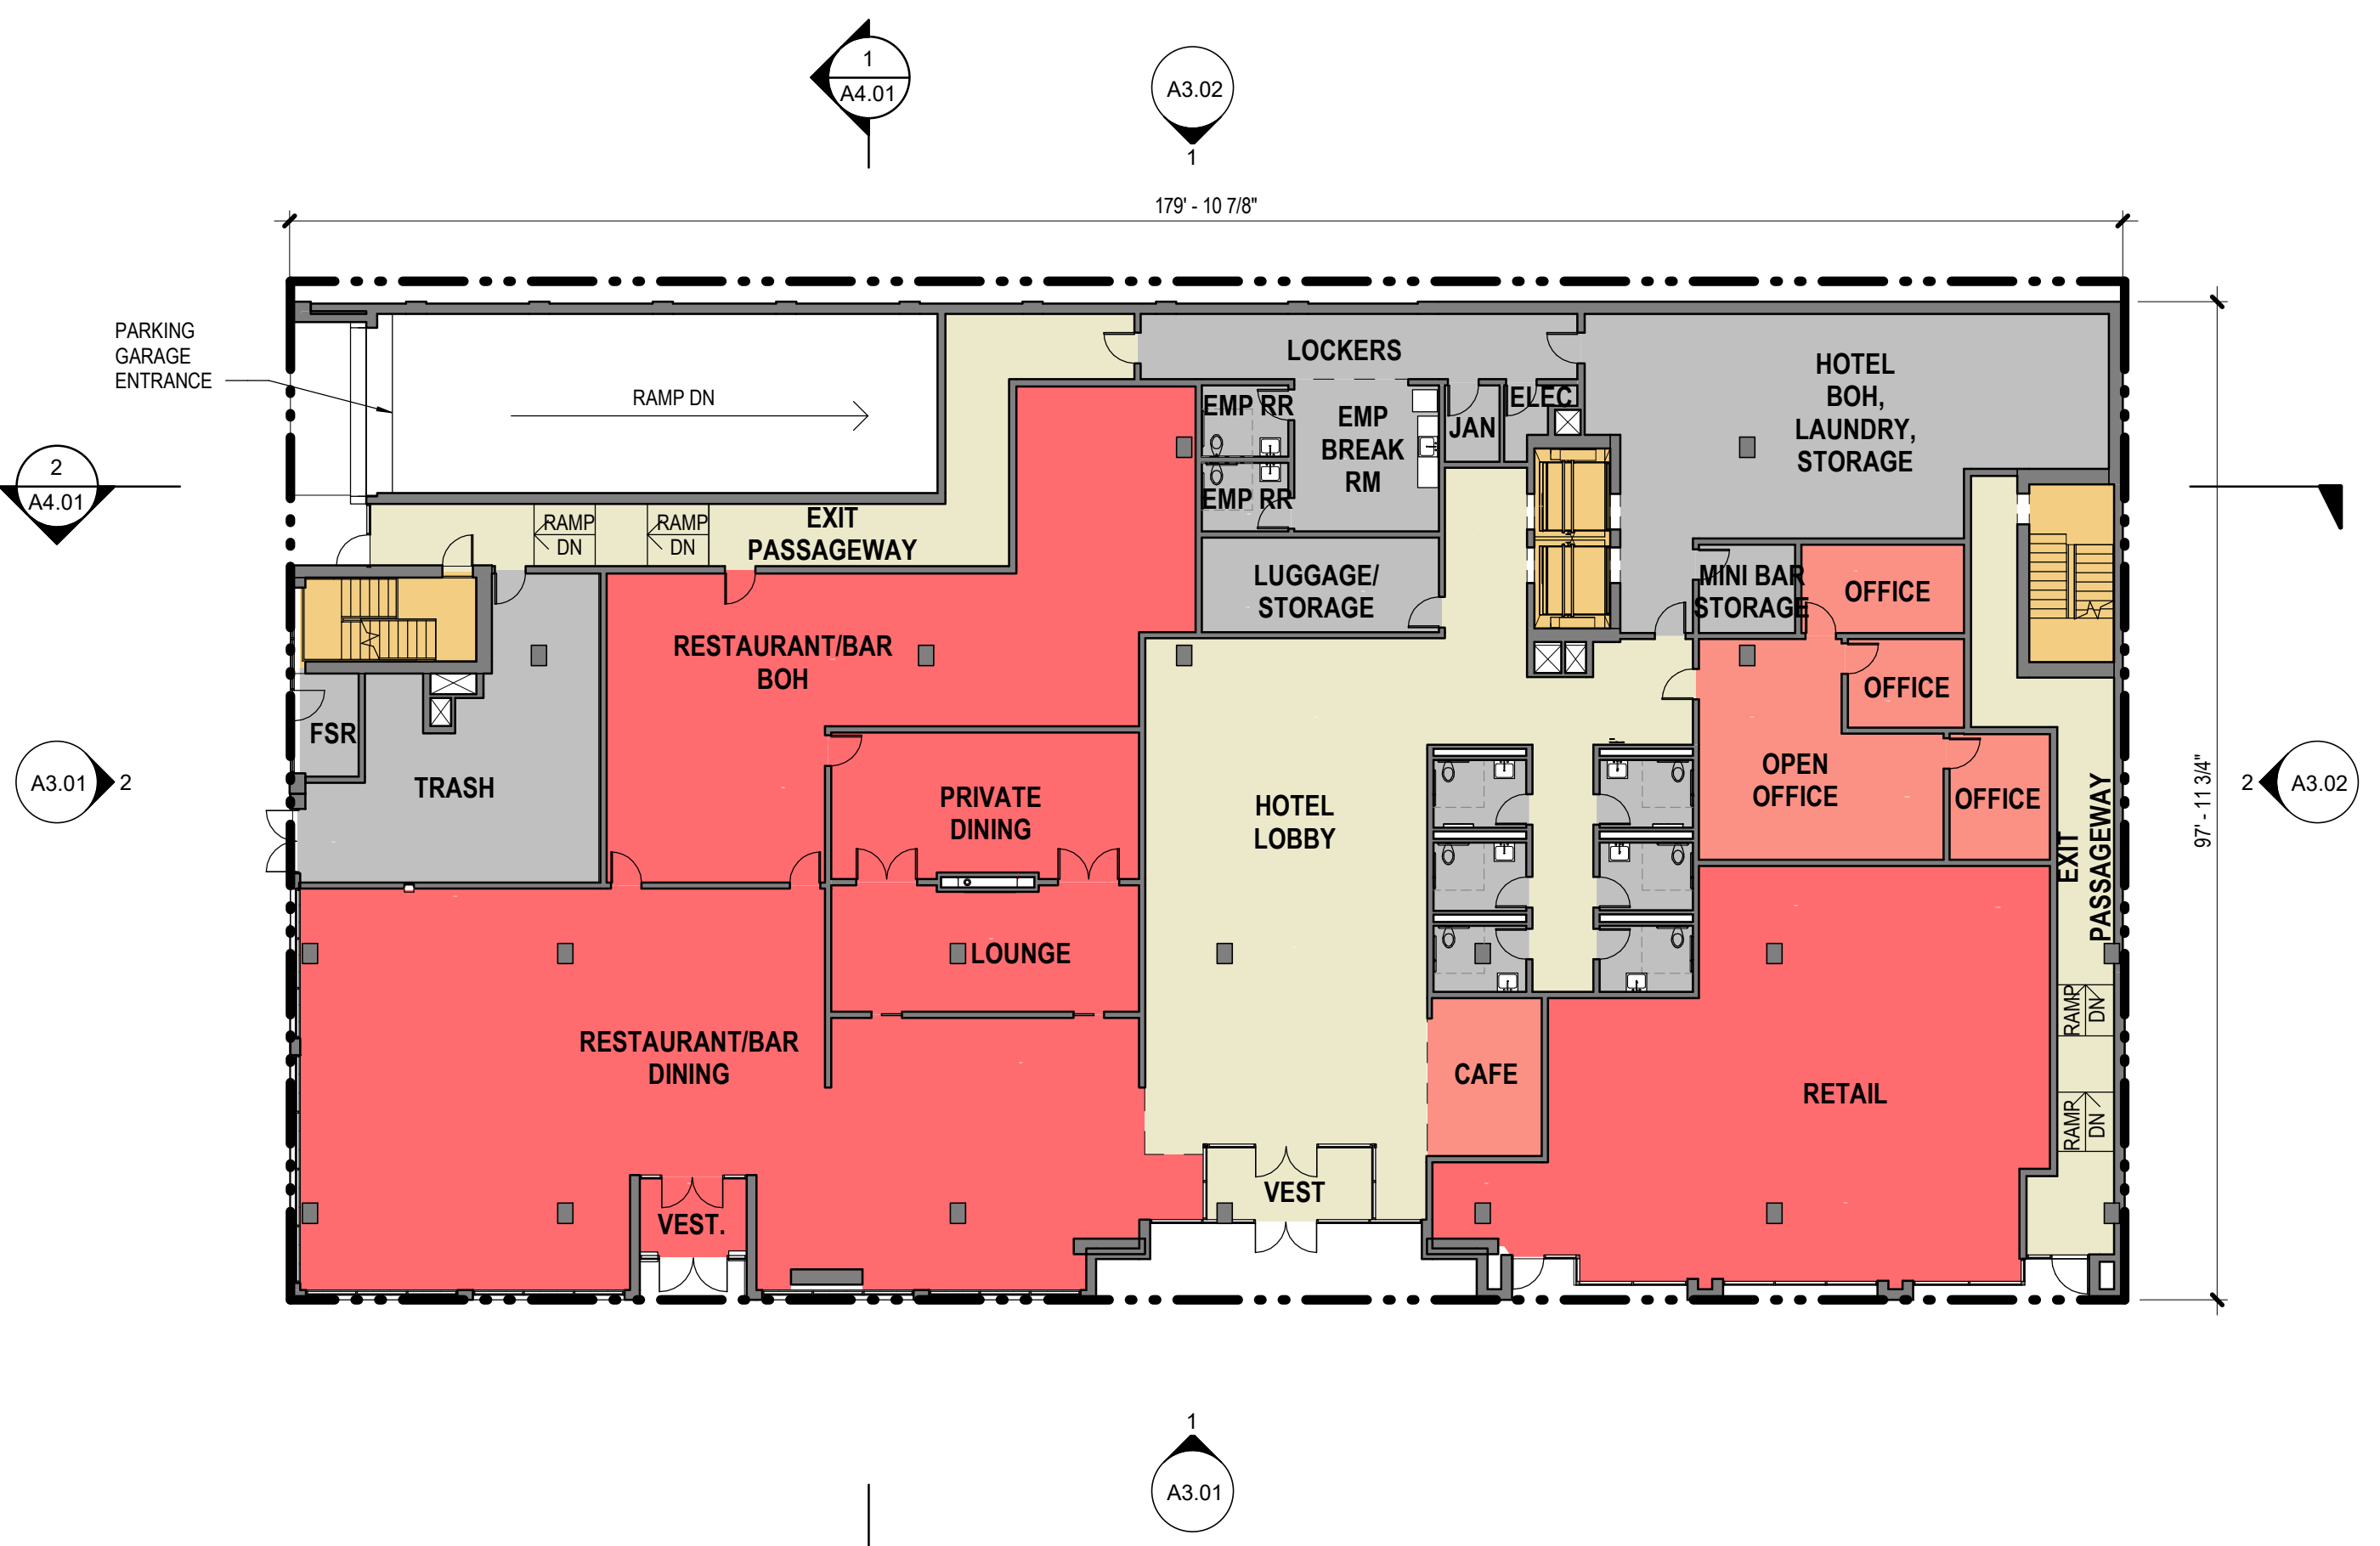 1
A4.01
A3.02
1
179' - 10 7/8"
PARKING
GARAGE
ENTRANCE
RAMP DN
LOCKERS
HOTEL
BOH,
LAUNDRY,
STORAGE
EMP RR
EMP
BREAK
RM
JAN
ELEC
2
A4.01
EMP RR
RAMP
DN
RAMP
DN
EXIT
PASSAGEWAY
LUGGAGE/
STORAGE
MINI BAR
STORAGE
OFFICE
RESTAURANT/BAR
BOH
OFFICE
FSR
TRASH
A3.01
2
PRIVATE
DINING
HOTEL
LOBBY
OPEN
OFFICE
OFFICE
EXIT
PASSAGEWAY
97' - 11 3/4"
2
A3.02
LOUNGE
RAMP
DN
RESTAURANT/BAR
DINING
CAFE
RETAIL
RAMP
DN
VEST
VEST.
1
A3.01